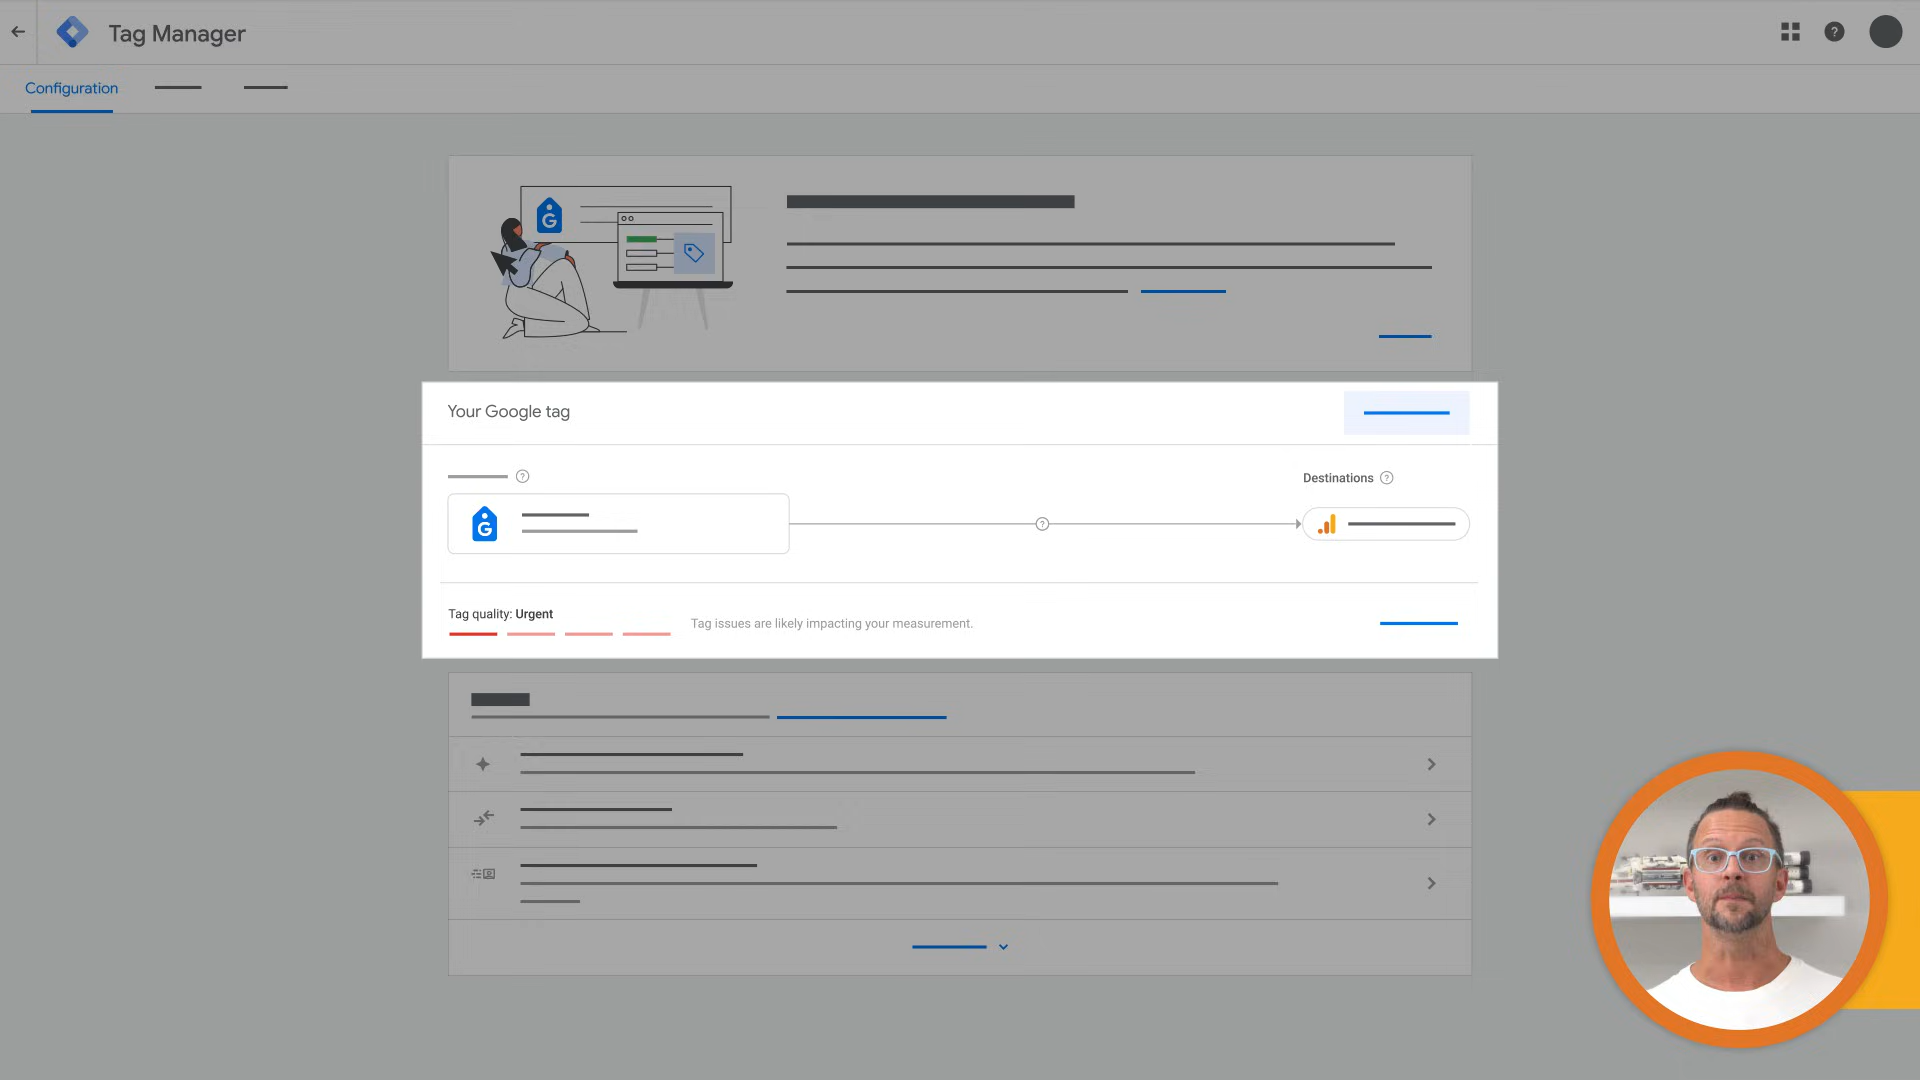 Tag Manager
Configuration
Your Google tag
Destinations
Tag quality: Urgent
Tag issues are likely impacting your measurement.